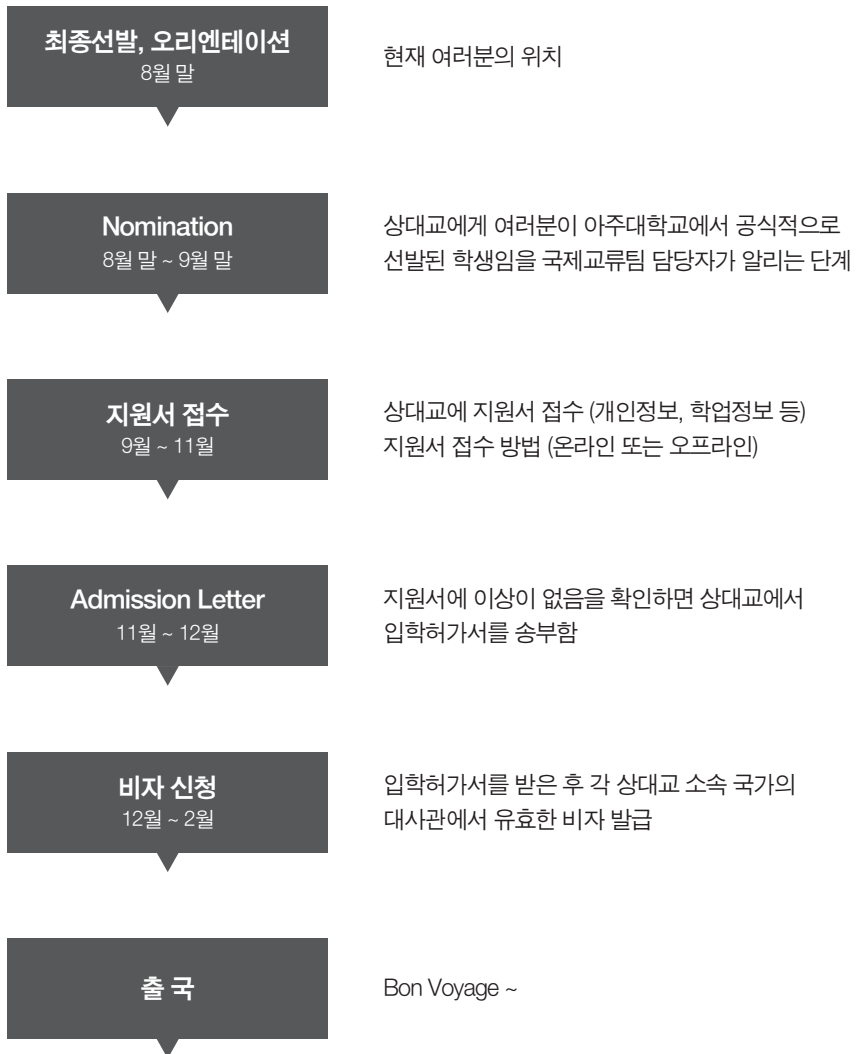 최종선발, 오리엔테이션
8월 말
현재 여러분의 위치
Nomination
8월 말 ~ 9월 말
상대교에게 여러분이 아주대학교에서 공식적으로
선발된 학생임을 국제교류팀 담당자가 알리는 단계
지원서 접수
9월 ~ 11월
상대교에 지원서 접수 (개인정보, 학업정보 등)
지원서 접수 방법 (온라인 또는 오프라인)
Admission Letter
11월 ~ 12월
지원서에 이상이 없음을 확인하면 상대교에서
입학허가서를 송부함
비자 신청
12월 ~ 2월
입학허가서를 받은 후 각 상대교 소속 국가의
대사관에서 유효한 비자 발급
출 국
Bon Voyage ~